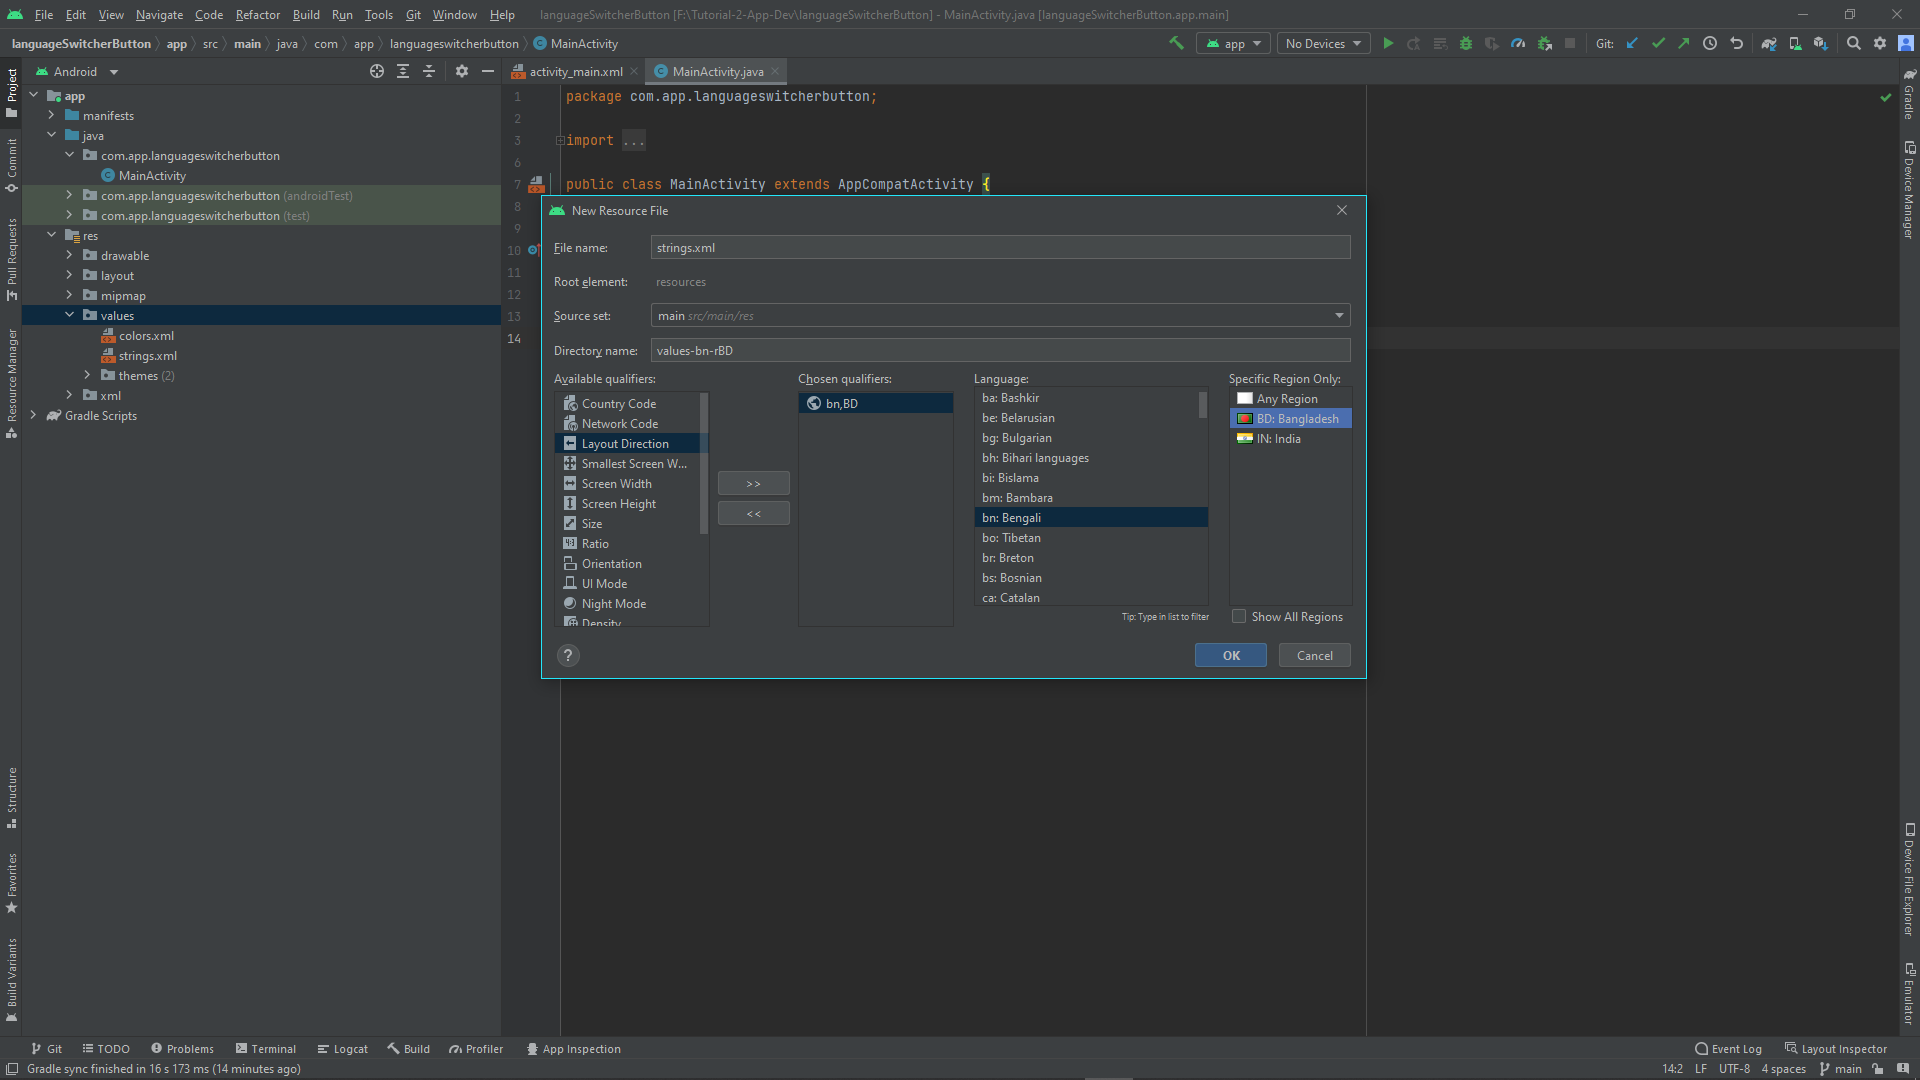 File Edit View Navigate Code Refactor Build Run Tools Git Window Help languageSwitcherButton [F:\Tutorial-2-App-Dev\languageSwitcherButton] - MainActivity.java [languageSwitcherButton.app.main]
languageSwitcherButton app src main java com app languageswitcherbutton MainActivity app No Devices Git:
Android activity_main.xml MainActivity.java
Project
Commit
Pull Requests
Resource Manager
Structure
Favorites
Build Variants
app
manifests
java
com.app.languageswitcherbutton
MainActivity
com.app.languageswitcherbutton (androidTest)
com.app.languageswitcherbutton (test)
res
drawable
layout
mipmap
values
colors.xml
strings.xml
themes (2)
xml
Gradle Scripts
1 package com.app.languageswitcherbutton;
2
3 import ...
6
7 public class MainActivity extends AppCompatActivity {
8
9
10
11
12
13
14
New Resource File
File name: strings.xml
Root element: resources
Source set: main src/main/res
Directory name: values-bn-rBD
Available qualifiers: Chosen qualifiers: Language: Specific Region Only:
Country Code
Network Code
Layout Direction
Smallest Screen W...
Screen Width
Screen Height
Size
Ratio
Orientation
UI Mode
Night Mode
Density
>>
<<
bn,BD
ba: Bashkir
be: Belarusian
bg: Bulgarian
bh: Bihari languages
bi: Bislama
bm: Bambara
bn: Bengali
bo: Tibetan
br: Breton
bs: Bosnian
ca: Catalan
Tip: Type in list to filter
Any Region
BD: Bangladesh
IN: India
Show All Regions
? OK Cancel
Gradle
Device Manager
Device File Explorer
Emulator
Git TODO Problems Terminal Logcat Build Profiler App Inspection Event Log Layout Inspector
Gradle sync finished in 16 s 173 ms (14 minutes ago) 14:2 LF UTF-8 4 spaces main